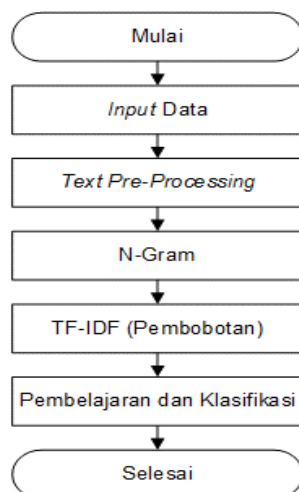 Mulai
Input Data
Text Pre-Processing
N-Gram
TF-IDF (Pembobotan)
Pembelajaran dan Klasifikasi
Selesai